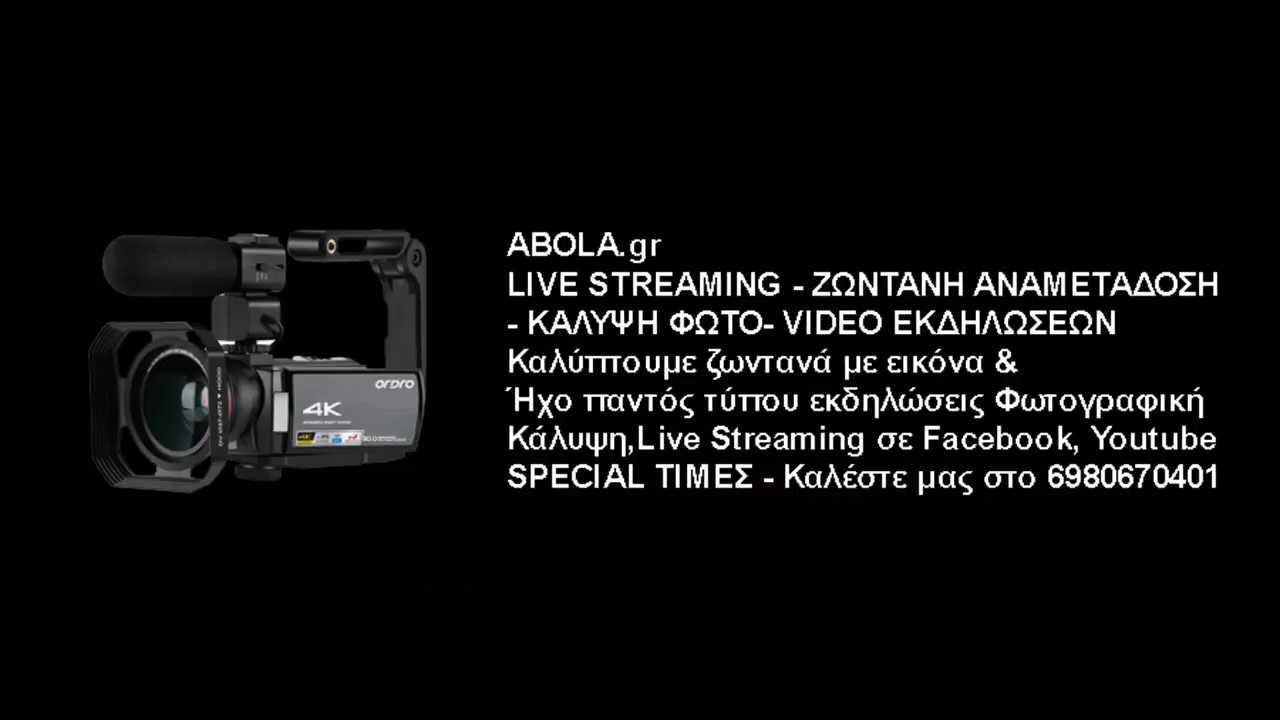 ABOLA.gr
LIVE STREAMING - ΖΩΝΤΑΝΗ ΑΝΑΜΕΤΑΔΟΣΗ
- ΚΑΛΥΨΗ ΦΩΤΟ- VIDEO ΕΚΔΗΛΩΣΕΩΝ
Καλύπτουμε ζωντανά με εικόνα &
Ήχο παντός τύπου εκδηλώσεις Φωτογραφική
Κάλυψη,Live Streaming σε Facebook, Youtube
SPECIAL TIMEΣ - Καλέστε μας στο 6980670401
ORDRO
4K